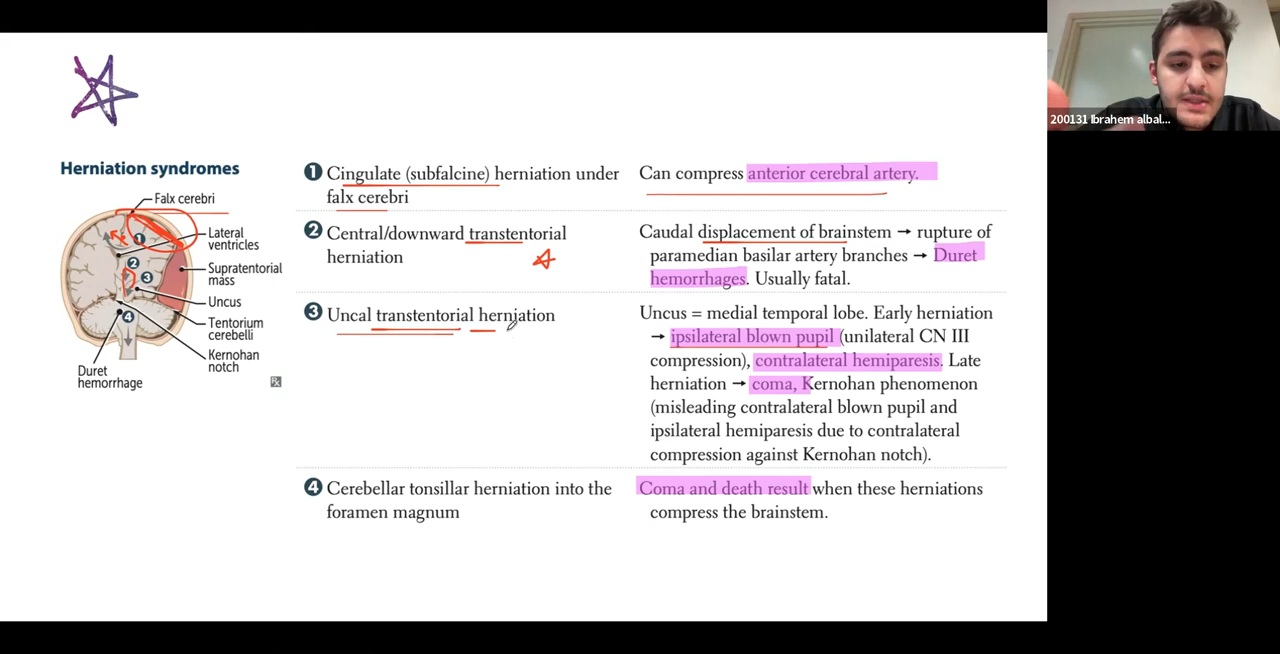 200131 Ibrahem albal...
Herniation syndromes
Falx cerebri
Lateral
ventricles
Supratentorial
mass
Uncus
Tentorium
cerebelli
Kernohan
notch
Duret
hemorrhage
Rx
1
2
3
4
1 Cingulate (subfalcine) herniation under
falx cerebri
Can compress anterior cerebral artery.
2 Central/downward transtentorial
herniation
Caudal displacement of brainstem → rupture of
paramedian basilar artery branches → Duret
hemorrhages. Usually fatal.
3 Uncal transtentorial herniation
Uncus = medial temporal lobe. Early herniation
→ ipsilateral blown pupil (unilateral CN III
compression), contralateral hemiparesis. Late
herniation → coma, Kernohan phenomenon
(misleading contralateral blown pupil and
ipsilateral hemiparesis due to contralateral
compression against Kernohan notch).
4 Cerebellar tonsillar herniation into the
foramen magnum
Coma and death result when these herniations
compress the brainstem.